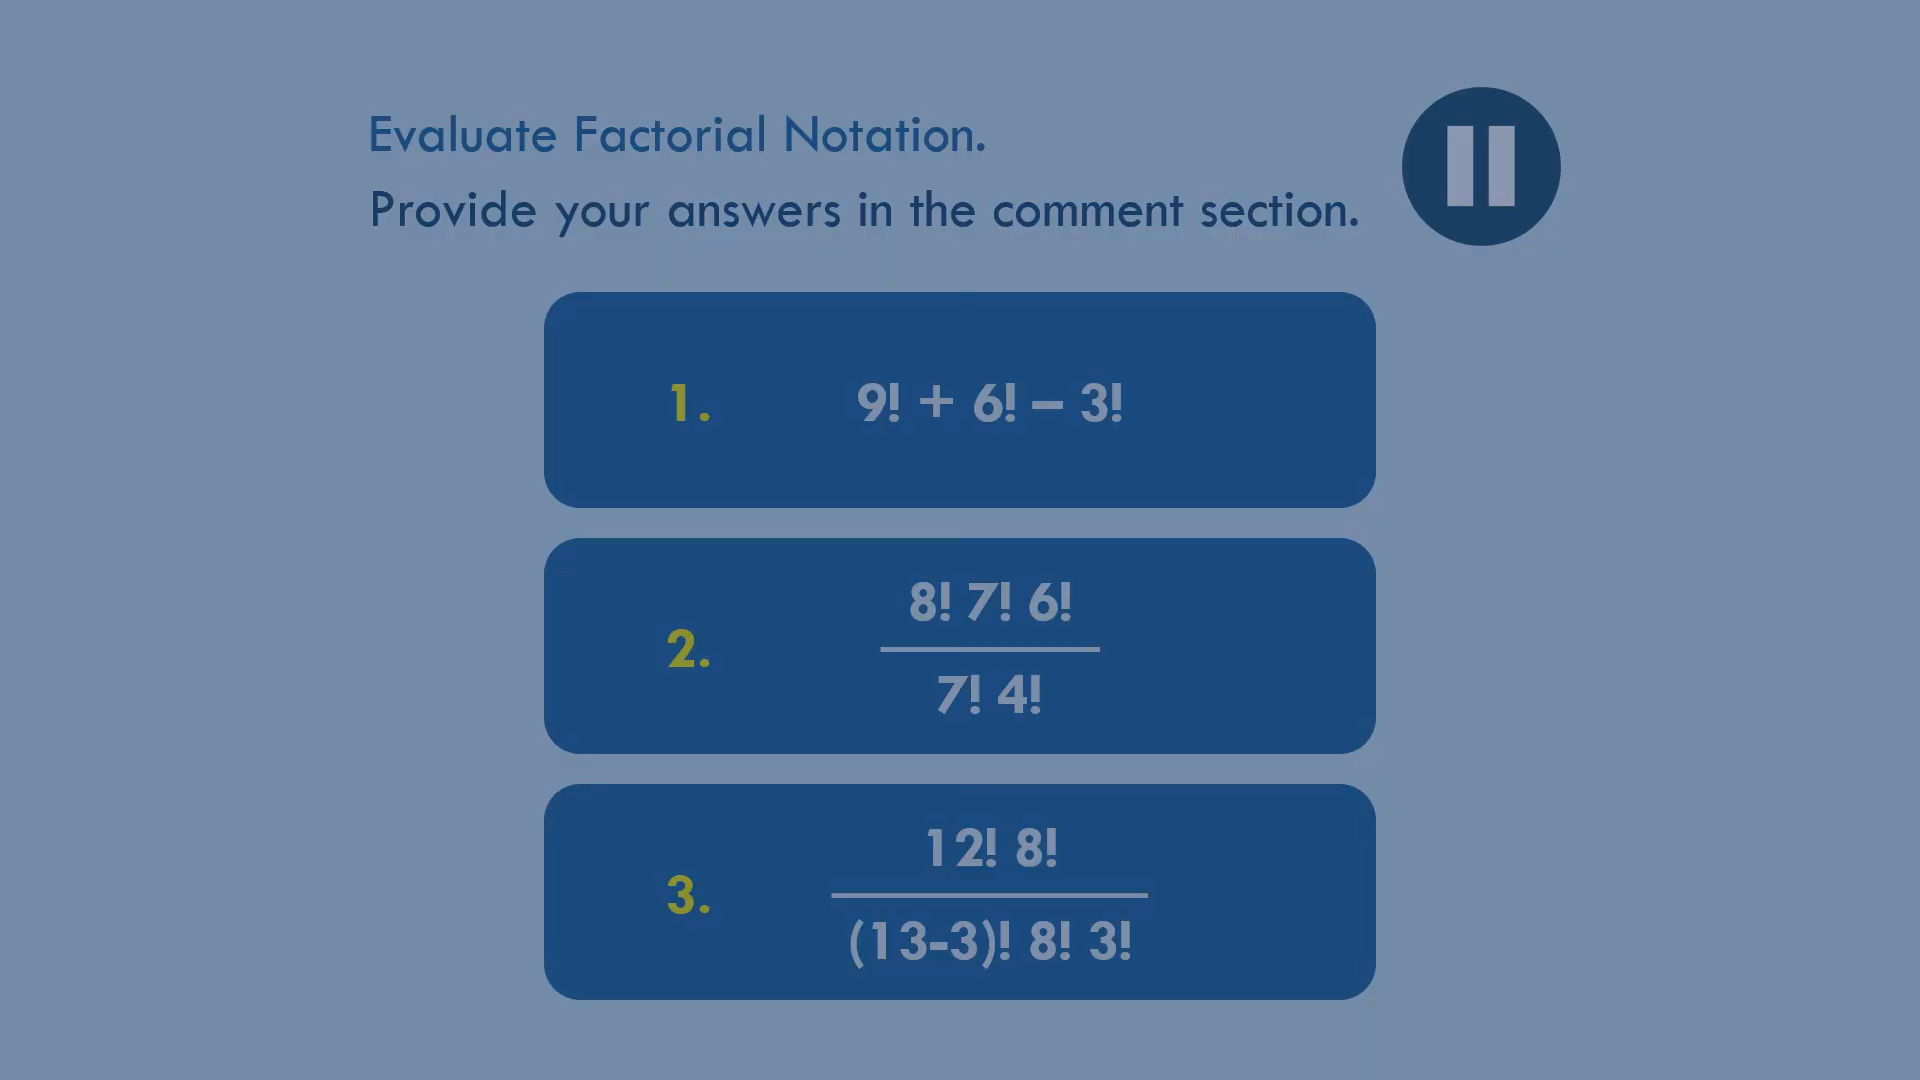 Evaluate Factorial Notation.
Provide your answers in the comment section.
1. 9! + 6! – 3!
2. 8! 7! 6!
7! 4!
3. 12! 8!
(13-3)! 8! 3!